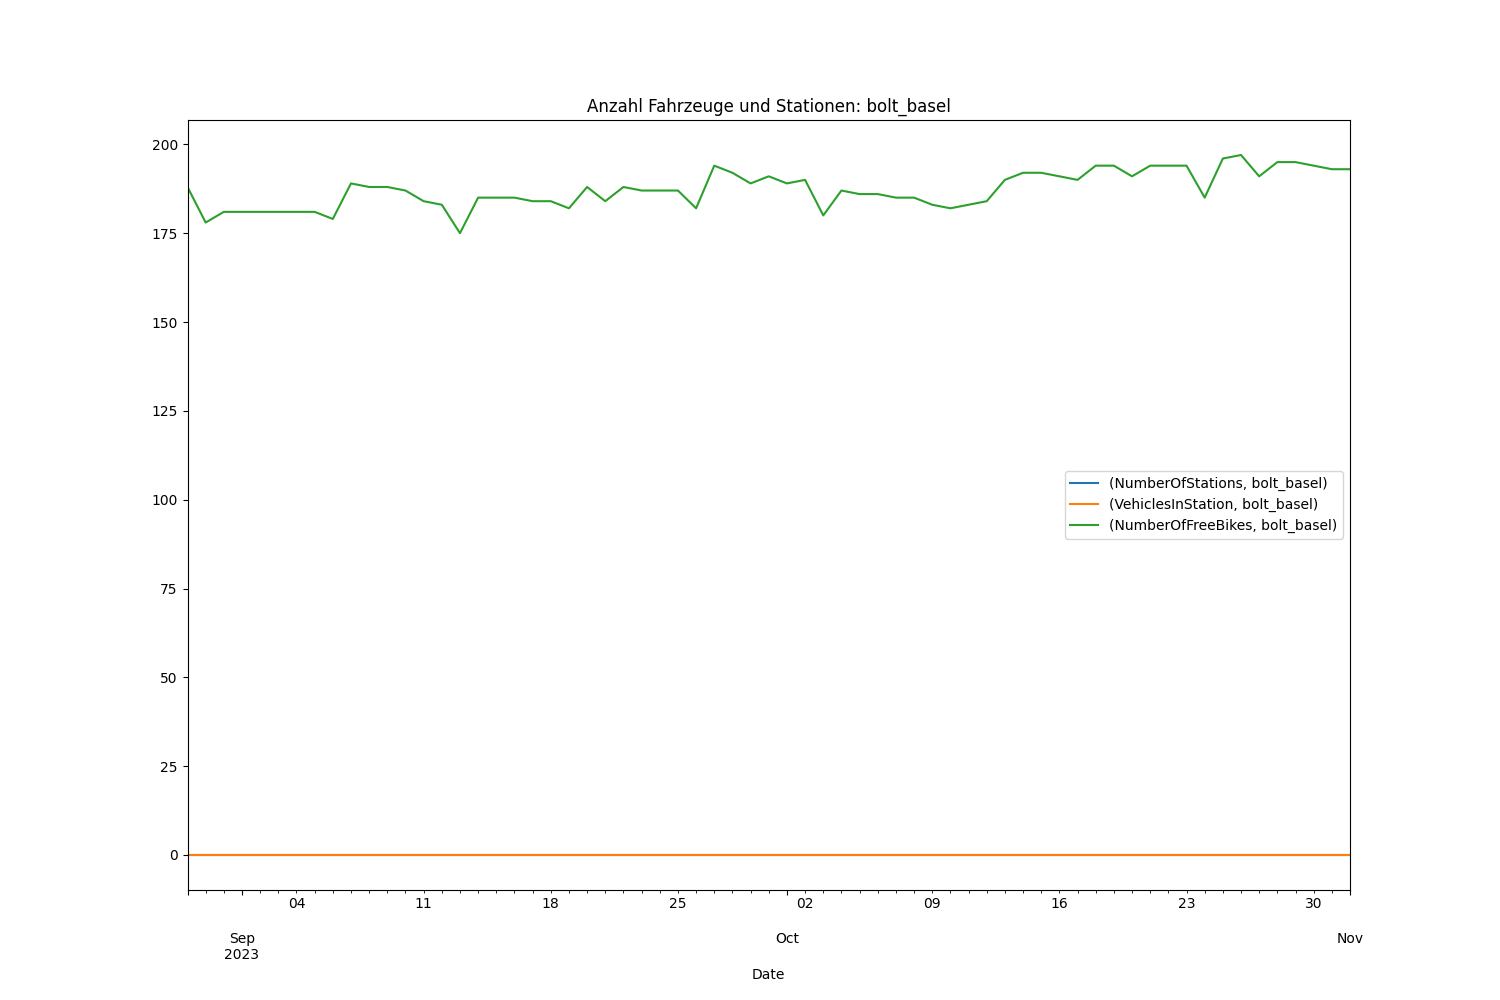 Anzahl Fahrzeuge und Stationen: bolt_basel
200
175
150
125
100
75
50
25
0
(NumberOfStations, bolt_basel)
(VehiclesInStation, bolt_basel)
(NumberOfFreeBikes, bolt_basel)
04 11 18 25 02 09 16 23 30
Sep Oct Nov
2023
Date